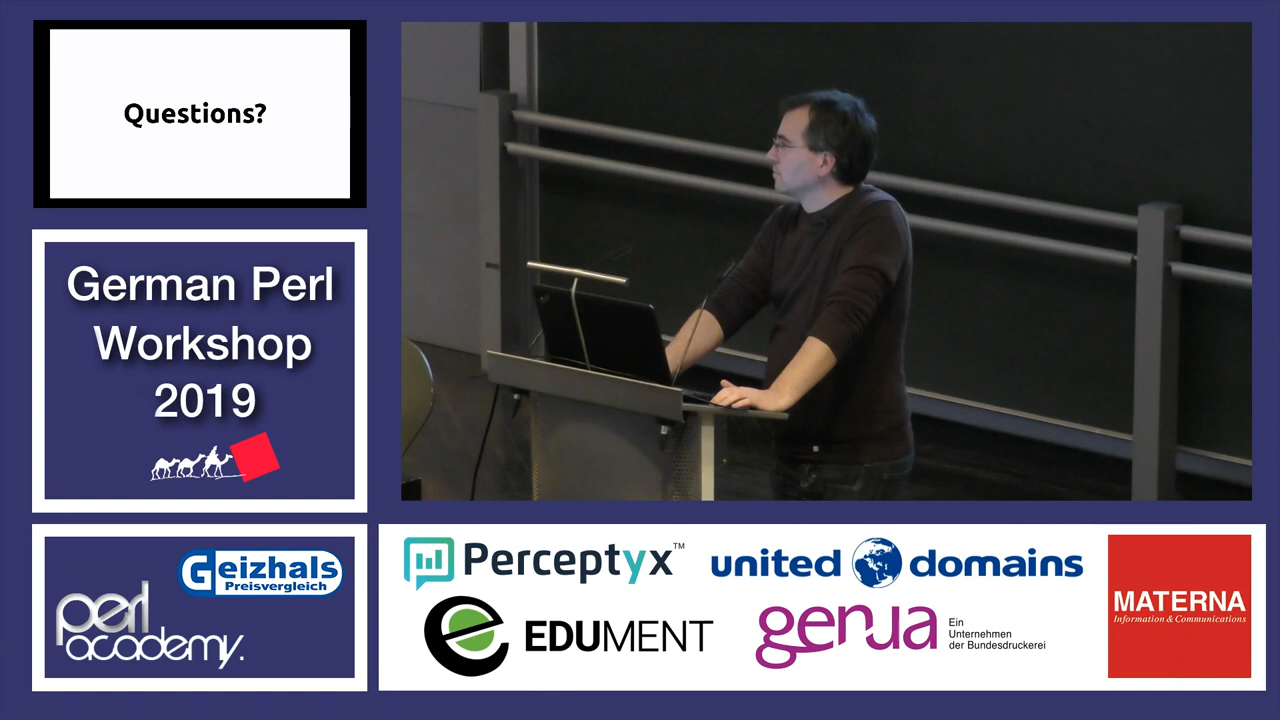 Questions?
German Perl
Workshop
2019
Geizhals
Preisvergleich
perl
academy.
Perceptyx™
united domains
MATERNA
Information & Communications
EDUMENT
genua
Ein
Unternehmen
der Bundesdruckerei